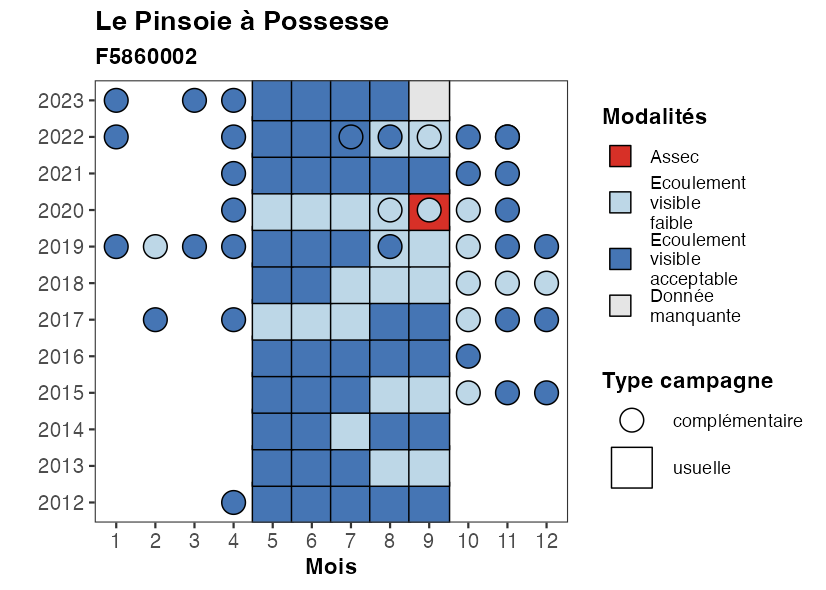 Le Pinsoie à Possesse
F5860002
2023
2022
2021
2020
2019
2018
2017
2016
2015
2014
2013
2012
1 2 3 4 5 6 7 8 9 10 11 12
Mois
Modalités
Assec
Ecoulement
visible
faible
Ecoulement
visible
acceptable
Donnée
manquante
Type campagne
complémentaire
usuelle